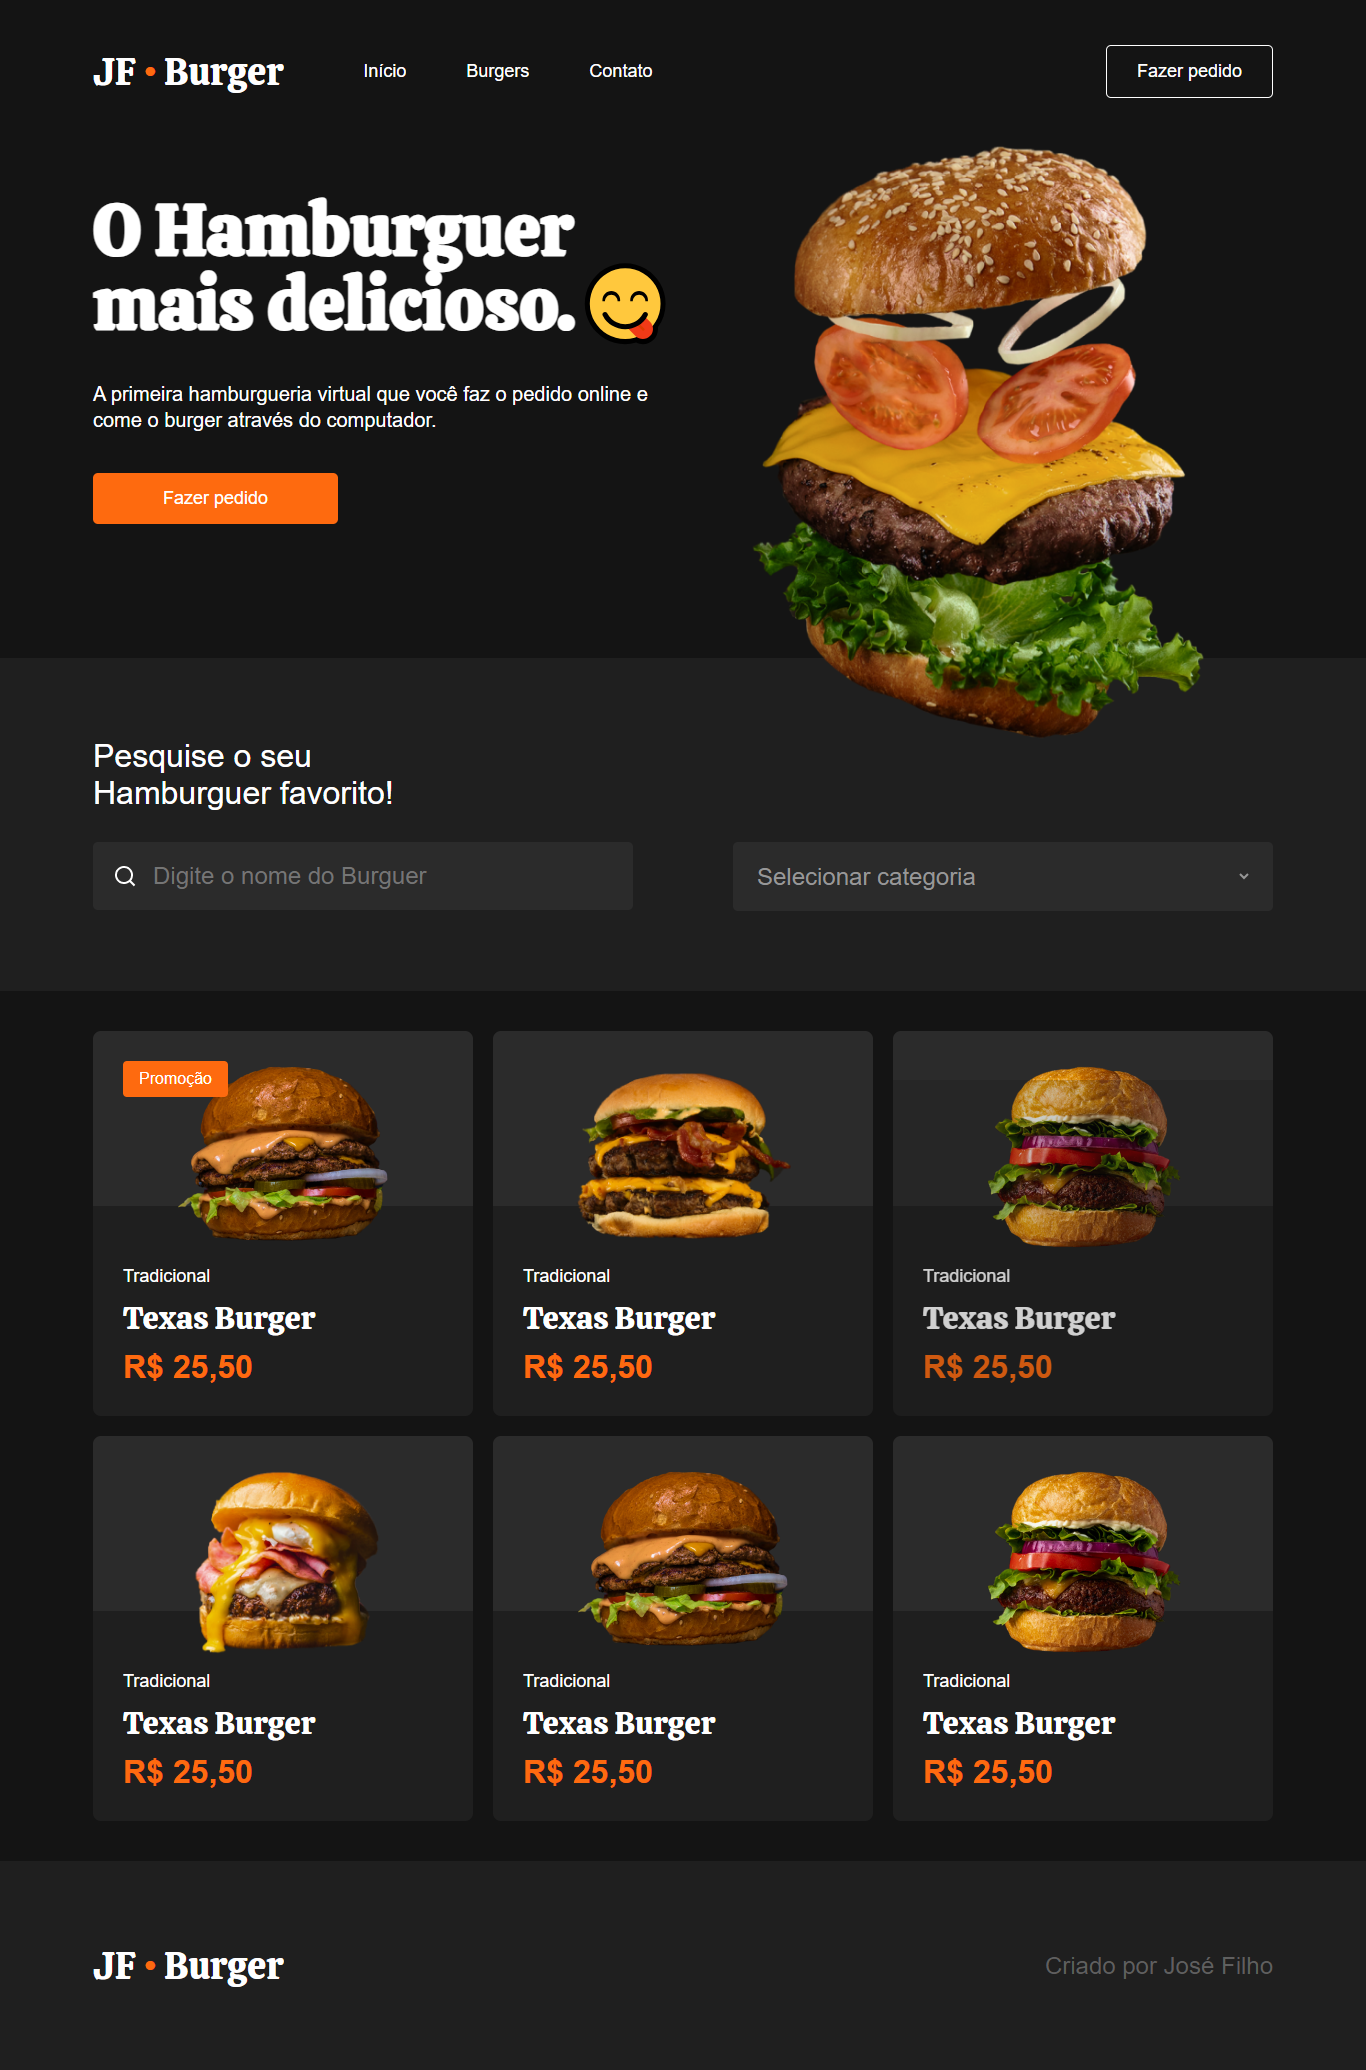 JF • Burger
Início
Burgers
Contato
Fazer pedido
O Hamburguer
mais delicioso.
A primeira hamburgueria virtual que você faz o pedido online e
come o burger através do computador.
Fazer pedido
Pesquise o seu
Hamburguer favorito!
Digite o nome do Burguer
Selecionar categoria
Promoção
Tradicional
Texas Burger
R$ 25,50
Tradicional
Texas Burger
R$ 25,50
Tradicional
Texas Burger
R$ 25,50
Tradicional
Texas Burger
R$ 25,50
Tradicional
Texas Burger
R$ 25,50
Tradicional
Texas Burger
R$ 25,50
JF • Burger
Criado por José Filho